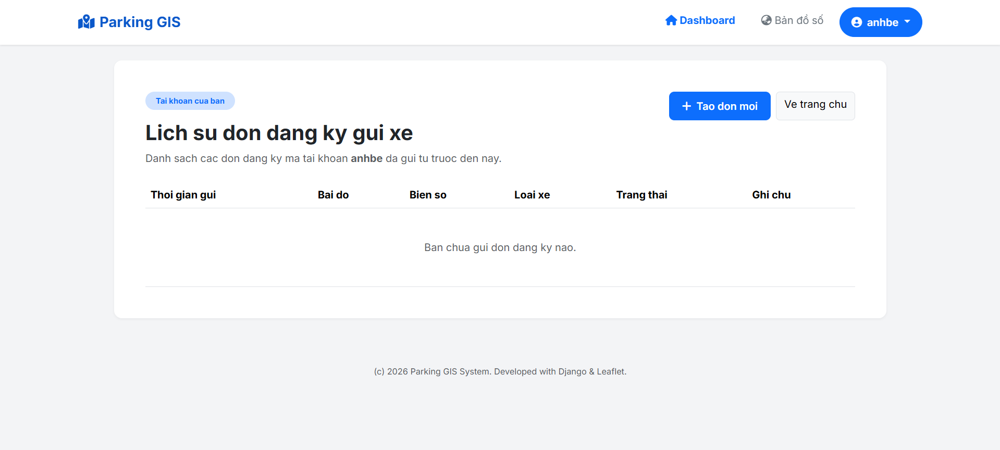 Parking GIS
Dashboard
Bản đồ số
anhbe
Tai khoan cua ban
Tao don moi
Ve trang chu
Lich su don dang ky gui xe
Danh sach cac don dang ky ma tai khoan anhbe da gui tu truoc den nay.
Thoi gian gui Bai do Bien so Loai xe Trang thai Ghi chu
Ban chua gui don dang ky nao.
(c) 2026 Parking GIS System. Developed with Django & Leaflet.